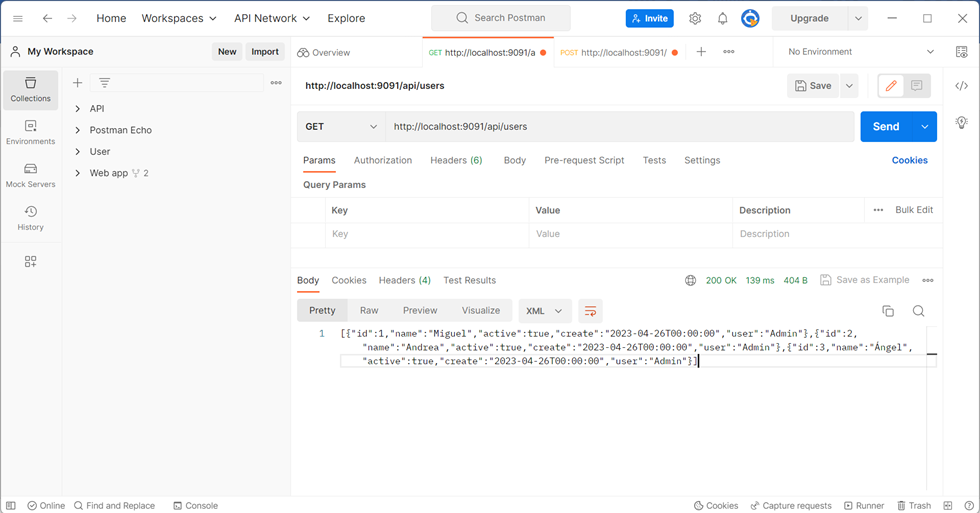 Home Workspaces API Network Explore Search Postman Invite Upgrade
My Workspace New Import Overview GET http://localhost:9091/a POST http://localhost:9091/ No Environment
Collections
Environments
Mock Servers
History
API
Postman Echo
User
Web app 2
http://localhost:9091/api/users Save
GET http://localhost:9091/api/users Send
Params Authorization Headers (6) Body Pre-request Script Tests Settings Cookies
Query Params
Key Value Description Bulk Edit
Key Value Description
Body Cookies Headers (4) Test Results 200 OK 139 ms 404 B Save as Example
Pretty Raw Preview Visualize XML
1 [{"id":1,"name":"Miguel","active":true,"create":"2023-04-26T00:00:00","user":"Admin"},{"id":2,
"name":"Andrea","active":true,"create":"2023-04-26T00:00:00","user":"Admin"},{"id":3,"name":"Ángel",
"active":true,"create":"2023-04-26T00:00:00","user":"Admin"}]
Online Find and Replace Console Cookies Capture requests Runner Trash